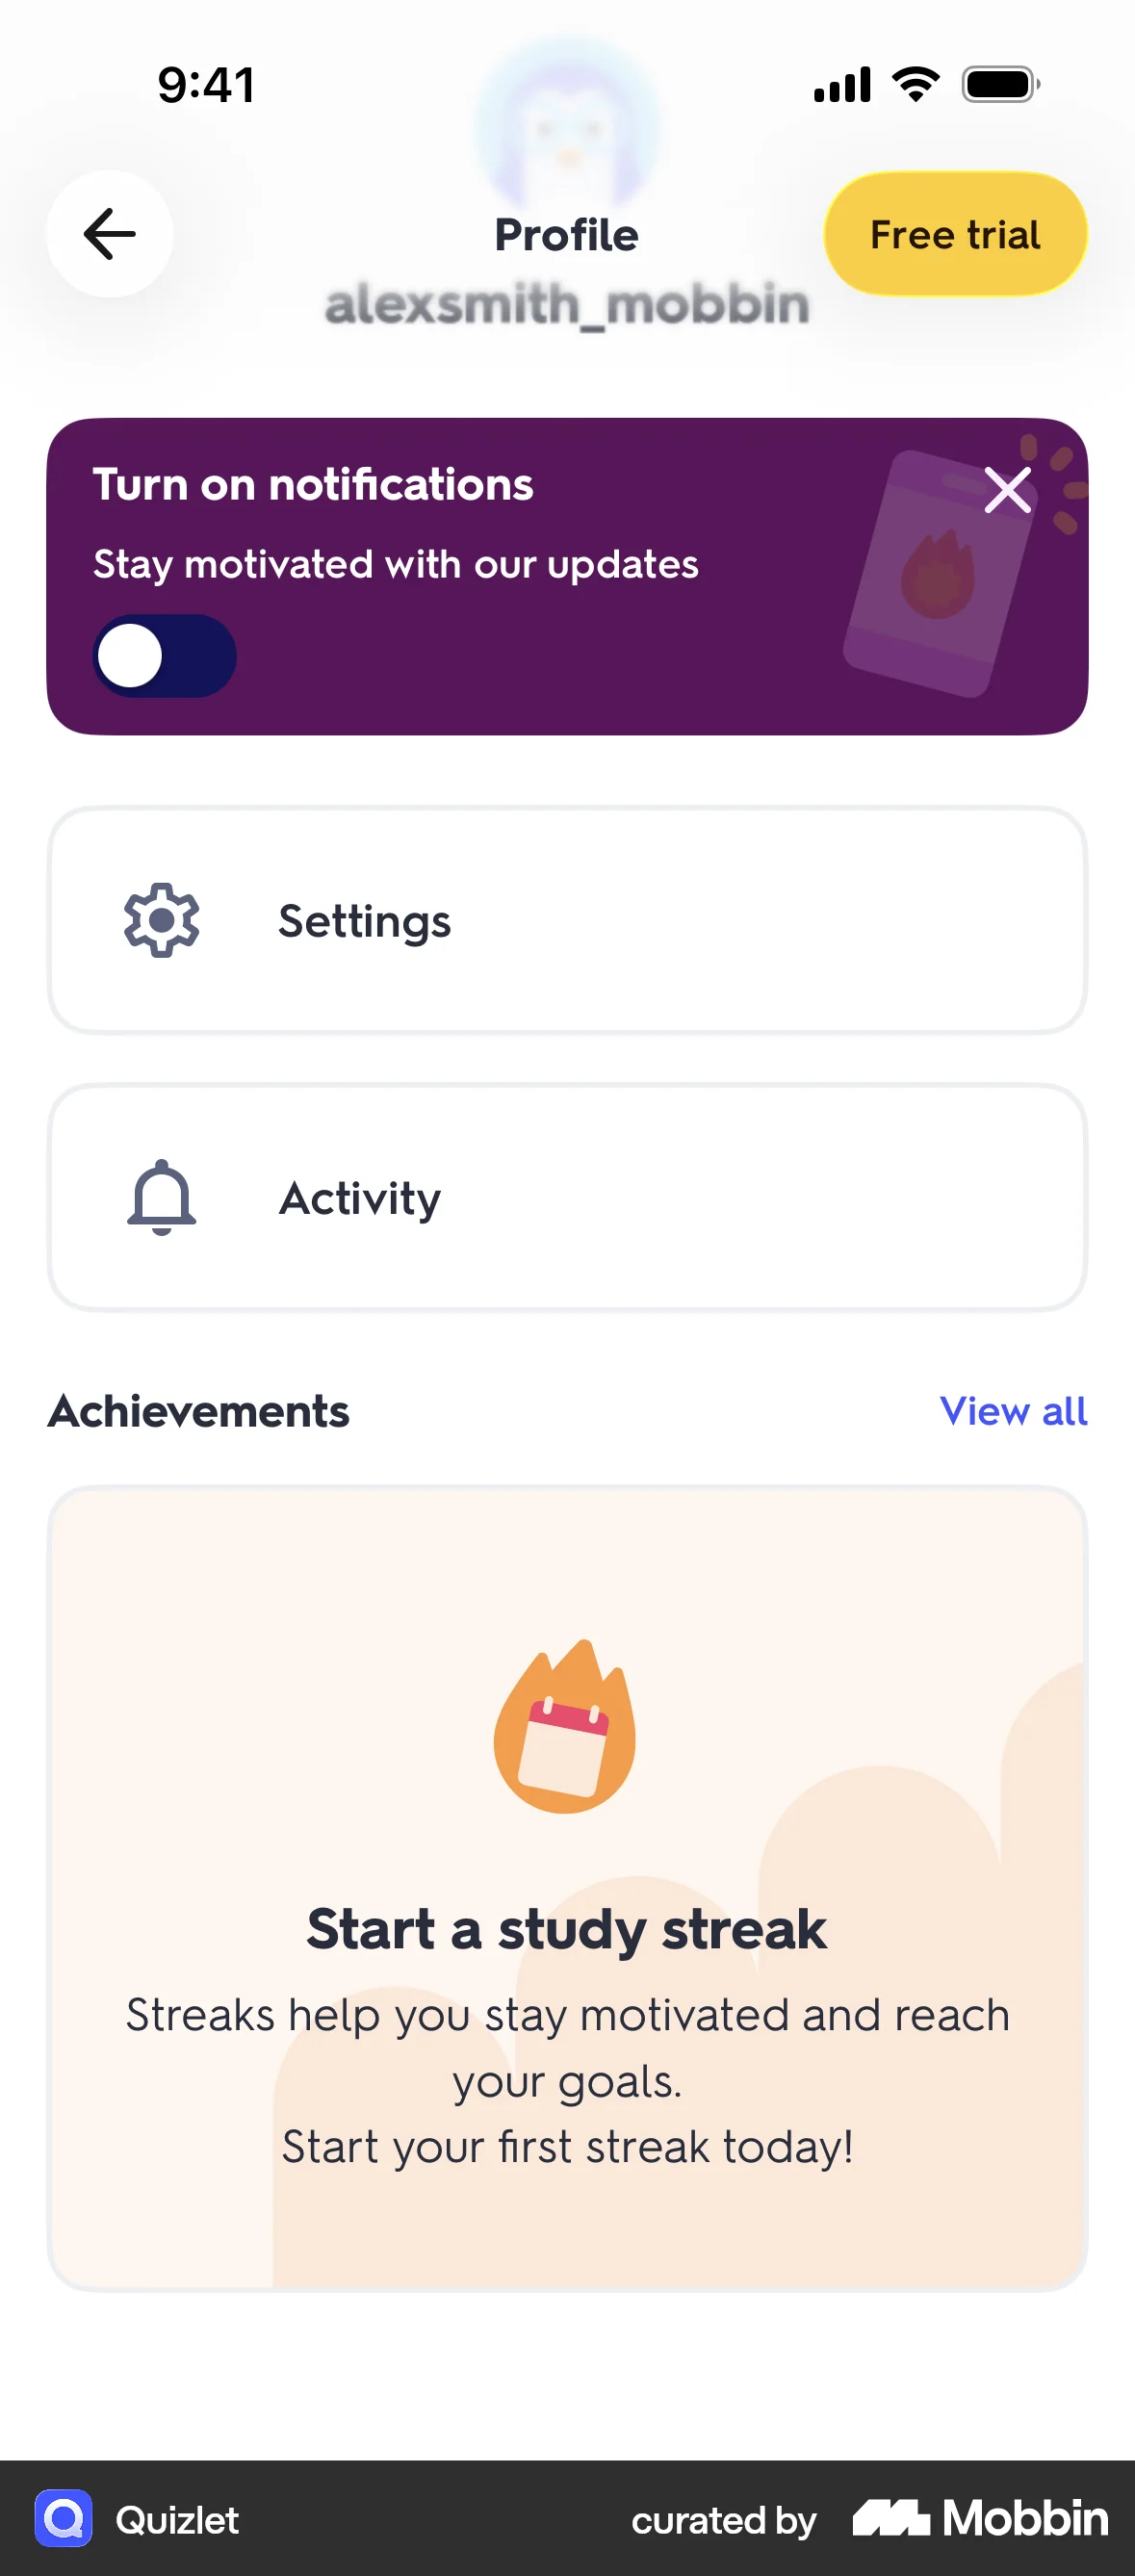 9:41
Profile
Free trial
alexsmith_mobbin
Turn on notifications
Stay motivated with our updates
Settings
Activity
Achievements
View all
Start a study streak
Streaks help you stay motivated and reach
your goals.
Start your first streak today!
Quizlet
curated by Mobbin